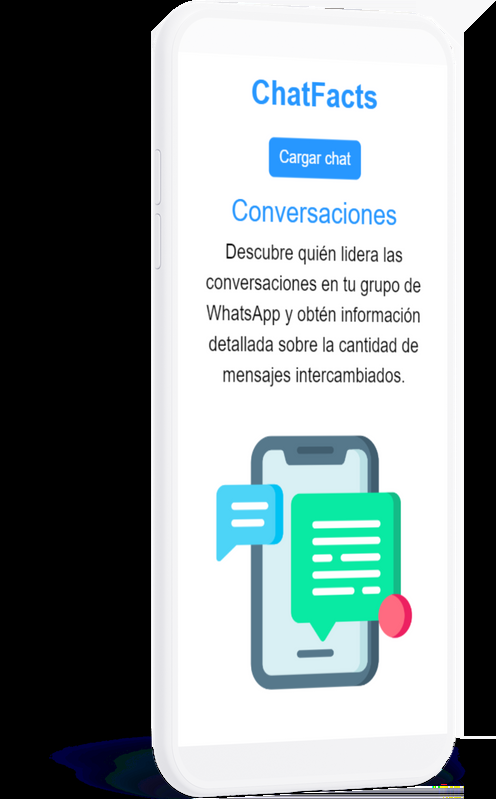 ChatFacts
Cargar chat
Conversaciones
Descubre quién lidera las
conversaciones en tu grupo de
WhatsApp y obtén información
detallada sobre la cantidad de
mensajes intercambiados.